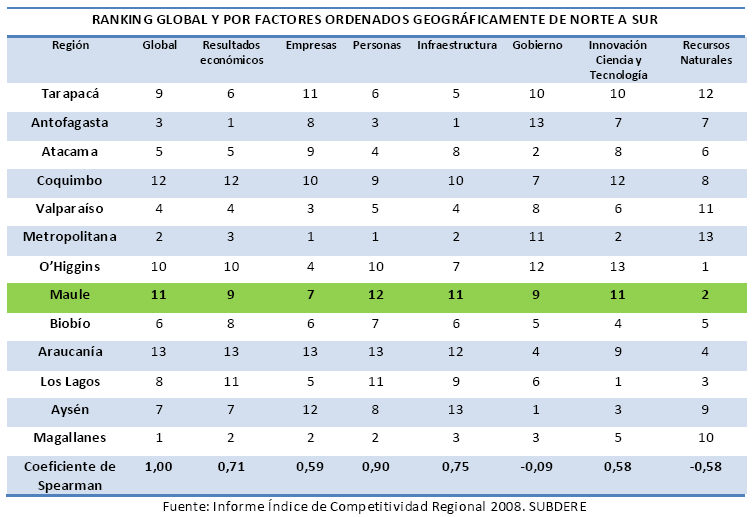 RANKING GLOBAL Y POR FACTORES ORDENADOS GEOGRÁFICAMENTE DE NORTE A SUR
Región Global Resultados económicos Empresas Personas Infraestructura Gobierno Innovación Ciencia y Tecnología Recursos Naturales
Tarapacá 9 6 11 6 5 10 10 12
Antofagasta 3 1 8 3 1 13 7 7
Atacama 5 5 9 4 8 2 8 6
Coquimbo 12 12 10 9 10 7 12 8
Valparaíso 4 4 3 5 4 8 6 11
Metropolitana 2 3 1 1 2 11 2 13
O’Higgins 10 10 4 10 7 12 13 1
Maule 11 9 7 12 11 9 11 2
Biobío 6 8 6 7 6 5 4 5
Araucanía 13 13 13 13 12 4 9 4
Los Lagos 8 11 5 11 9 6 1 3
Aysén 7 7 12 8 13 1 3 9
Magallanes 1 2 2 2 3 3 5 10
Coeficiente de Spearman 1,00 0,71 0,59 0,90 0,75 -0,09 0,58 -0,58
Fuente: Informe Índice de Competitividad Regional 2008. SUBDERE